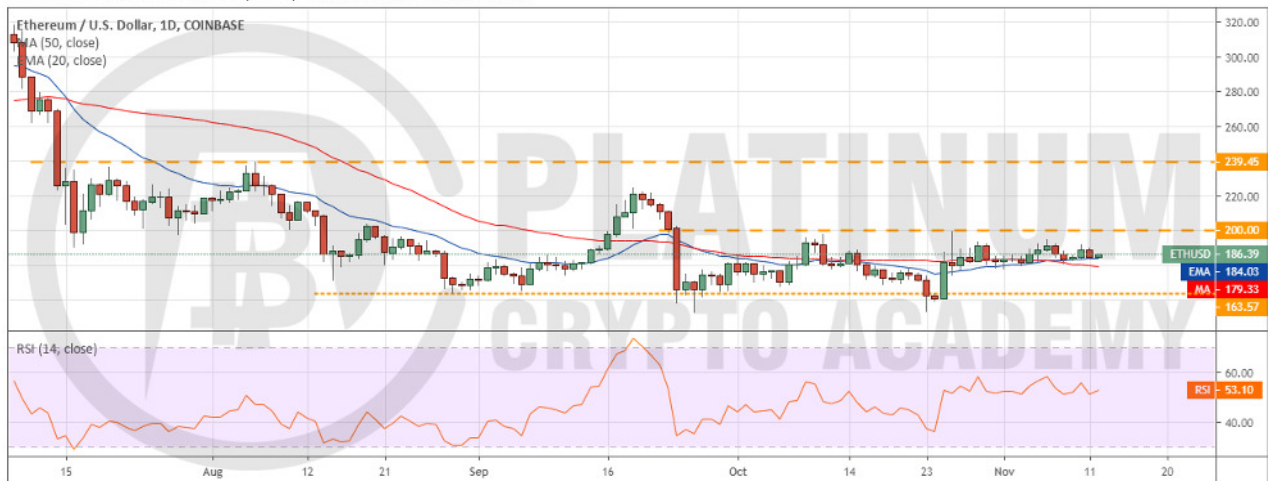 Ethereum / U.S. Dollar, 1D, COINBASE
MA (50, close)
EMA (20, close)
320.00
300.00
280.00
260.00
239.45
220.00
200.00
ETHUSD 186.39
EMA 184.03
MA 179.33
163.57
PLATINUM
CRYPTO ACADEMY
RSI (14, close)
60.00
RSI 53.10
40.00
15 Aug 12 21 Sep 16 Oct 14 23 Nov 11 20